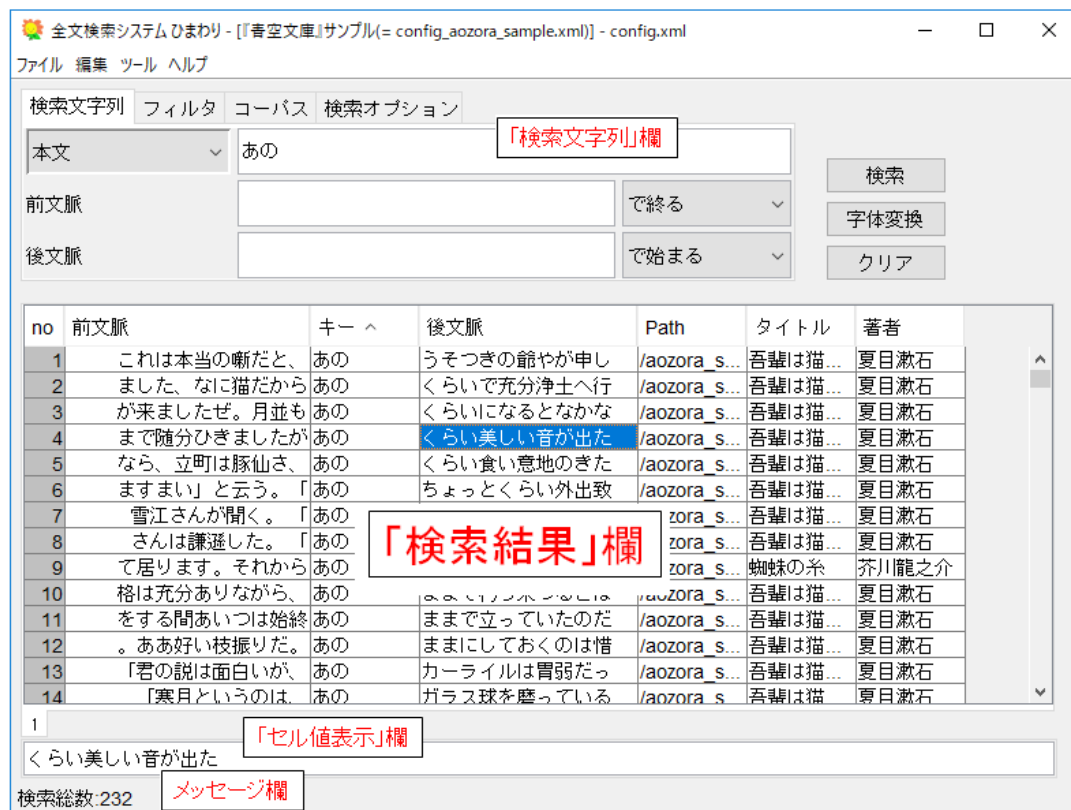 全文検索システム ひまわり - [『青空文庫』サンプル(= config_aozora_sample.xml)] - config.xml
ファイル 編集 ツール ヘルプ
検索文字列 フィルタ コーパス 検索オプション
「検索文字列」欄
本文 あの 検索
前文脈 で終る 字体変換
後文脈 で始まる クリア
no 前文脈 キー 後文脈 Path タイトル 著者
1 これは本当の噺だと、 あの うそつきの爺やが申し /aozora_s... 吾輩は猫... 夏目漱石
2 ました、なに猫だから あの くらいで充分浄土へ行 /aozora_s... 吾輩は猫... 夏目漱石
3 が来ましたぜ。月並も あの くらいになるとなかな /aozora_s... 吾輩は猫... 夏目漱石
4 まで随分ひきましたが あの くらい美しい音が出た /aozora_s... 吾輩は猫... 夏目漱石
5 なら、立町は豚仙さ、 あの くらい食い意地のきた /aozora_s... 吾輩は猫... 夏目漱石
6 ますまい」と云う。「 あの ちょっとくらい外出致 /aozora_s... 吾輩は猫... 夏目漱石
7 雪江さんが聞く。「 あの zora_s... 吾輩は猫... 夏目漱石
8 さんは謙遜した。「 あの zora_s... 吾輩は猫... 夏目漱石
「検索結果」欄
9 て居ります。それから あの zora_s... 蜘蛛の糸 芥川龍之介
10 格は充分ありながら、 あの /aozora_s... 吾輩は猫... 夏目漱石
11 をする間あいつは始終 あの ままで立っていたのだ /aozora_s... 吾輩は猫... 夏目漱石
12 。ああ好い枝振りだ。 あの ままにしておくのは惜 /aozora_s... 吾輩は猫... 夏目漱石
13 「君の説は面白いが、 あの カーライルは胃弱だっ /aozora_s... 吾輩は猫... 夏目漱石
14 「寒月というのは、 あの ガラス球を磨っている /aozora_s... 吾輩は猫... 夏目漱石
1
「セル値表示」欄
くらい美しい音が出た
メッセージ欄
検索総数:232